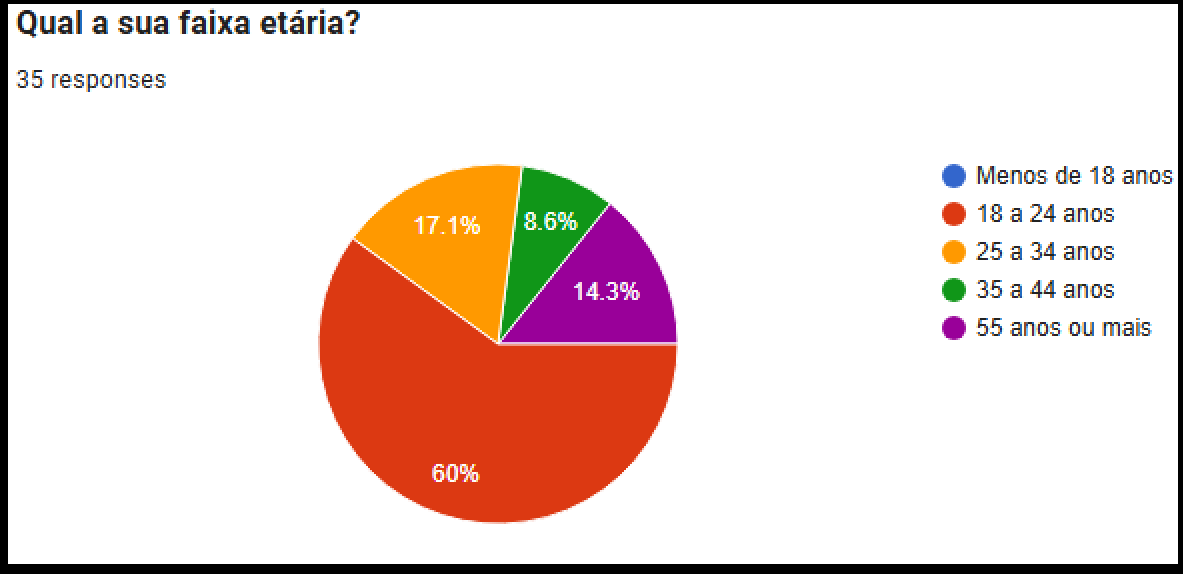 Qual a sua faixa etária?
35 responses
17.1%
8.6%
14.3%
60%
Menos de 18 anos
18 a 24 anos
25 a 34 anos
35 a 44 anos
55 anos ou mais